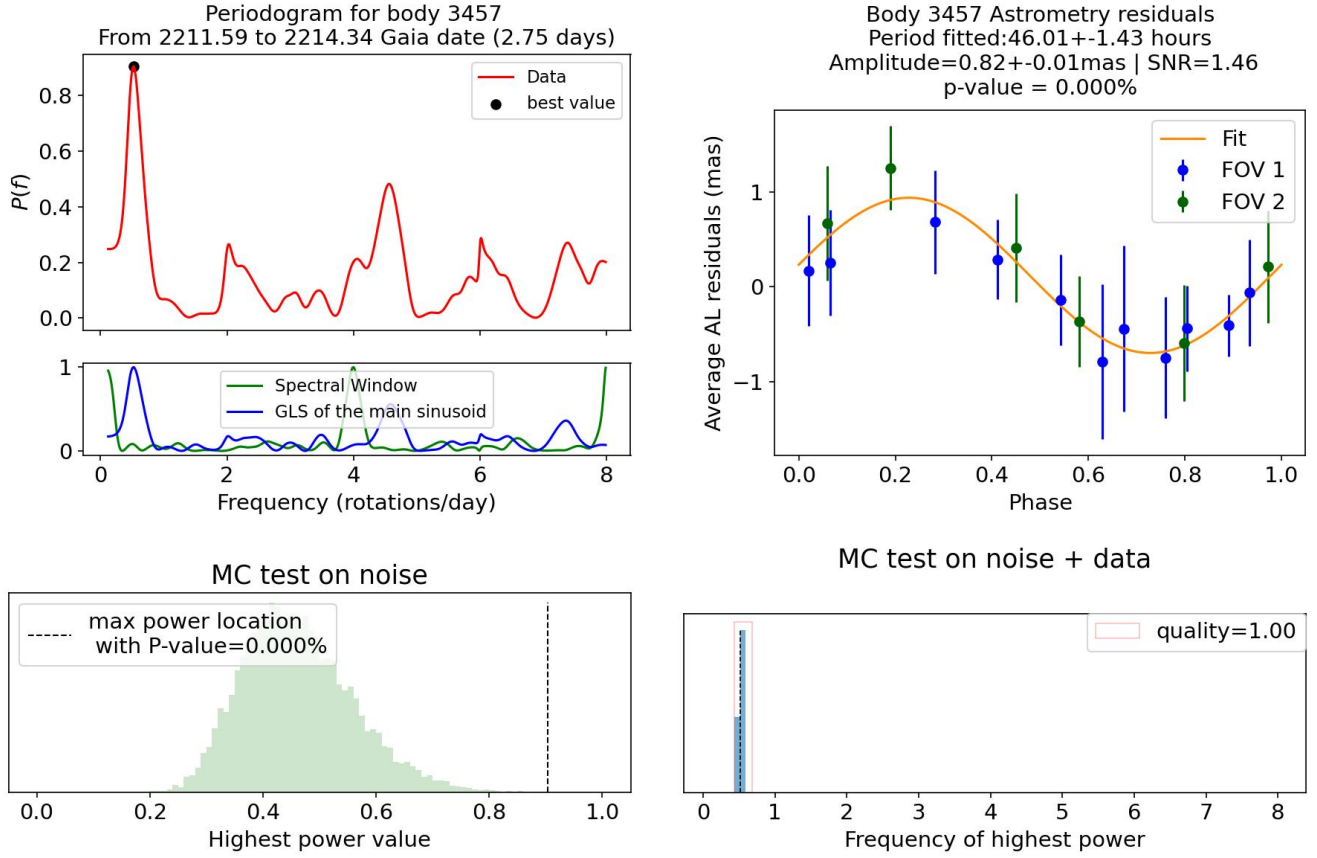 Periodogram for body 3457
From 2211.59 to 2214.34 Gaia date (2.75 days)
P(f)
0.8
0.6
0.4
0.2
0.0
Data
best value
1
0
Spectral Window
GLS of the main sinusoid
0 2 4 6 8
Frequency (rotations/day)
Body 3457 Astrometry residuals
Period fitted:46.01+-1.43 hours
Amplitude=0.82+-0.01mas | SNR=1.46
p-value = 0.000%
Average AL residuals (mas)
1
0
−1
Fit
FOV 1
FOV 2
0.0 0.2 0.4 0.6 0.8 1.0
Phase
MC test on noise
max power location
with P-value=0.000%
0.0 0.2 0.4 0.6 0.8 1.0
Highest power value
MC test on noise + data
quality=1.00
0 1 2 3 4 5 6 7 8
Frequency of highest power